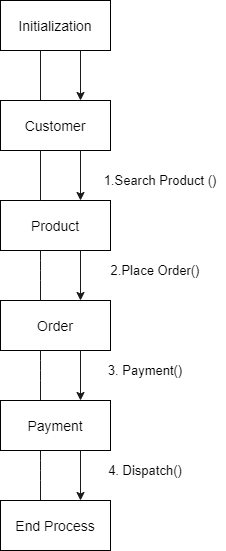 Initialization
Customer
1.Search Product ()
Product
2.Place Order()
Order
3. Payment()
Payment
4. Dispatch()
End Process